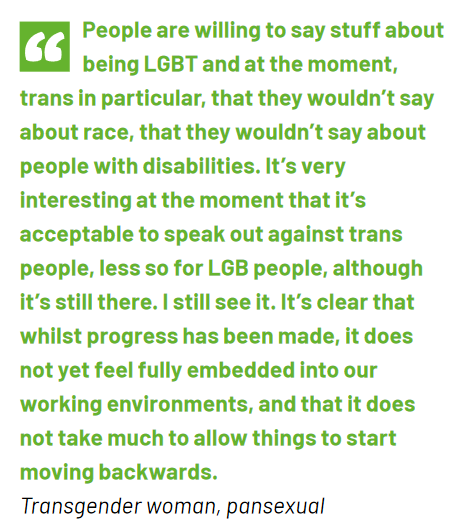 “ People are willing to say stuff about
being LGBT and at the moment,
trans in particular, that they wouldn’t say
about race, that they wouldn’t say about
people with disabilities. It’s very
interesting at the moment that it’s
acceptable to speak out against trans
people, less so for LGB people, although
it’s still there. I still see it. It’s clear that
whilst progress has been made, it does
not yet feel fully embedded into our
working environments, and that it does
not take much to allow things to start
moving backwards.
Transgender woman, pansexual